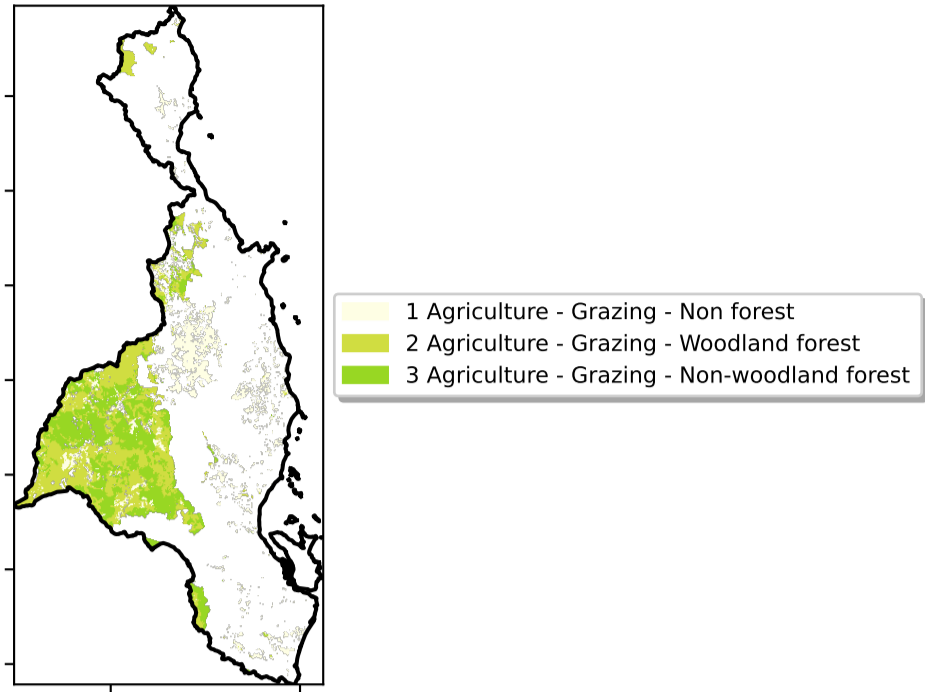 1 Agriculture - Grazing - Non forest
2 Agriculture - Grazing - Woodland forest
3 Agriculture - Grazing - Non-woodland forest